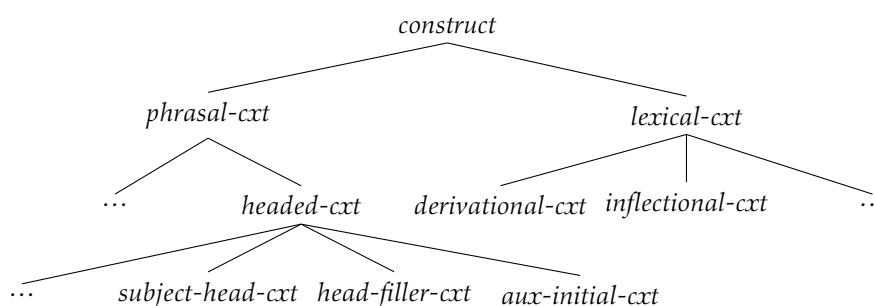 construct
phrasal-cxt lexical-cxt
... headed-cxt derivational-cxt inflectional-cxt ..
... subject-head-cxt head-filler-cxt aux-initial-cxt